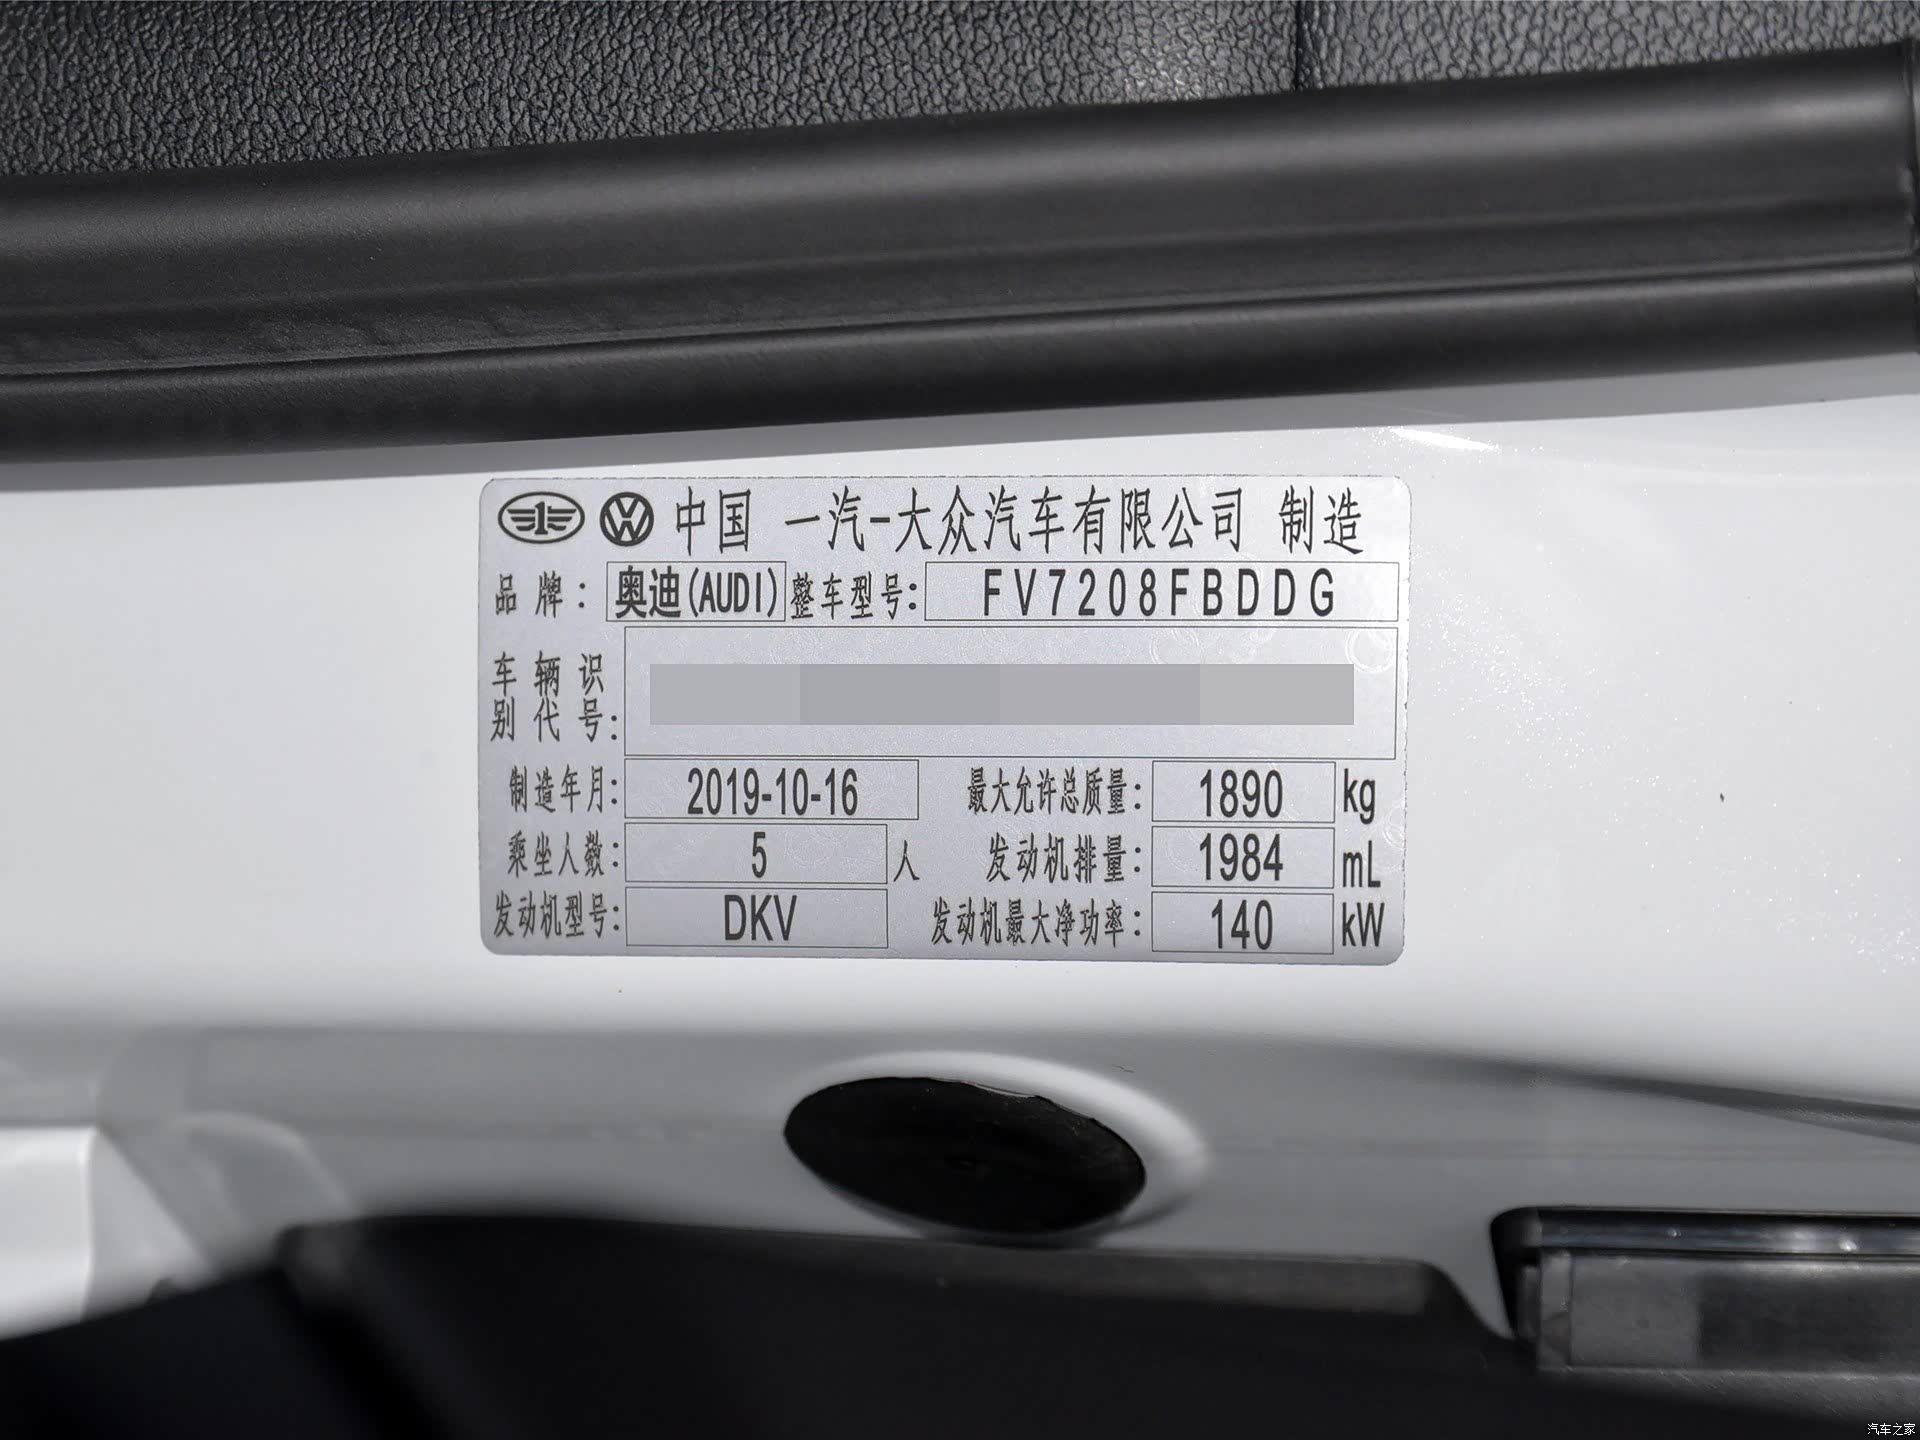 中国 一汽-大众汽车有限公司 制造
品牌: 奥迪(AUDI) 整车型号: FV7208FBDDG
车辆识
别代号:
制造年月: 2019-10-16 最大允许总质量: 1890 kg
乘坐人数: 5 人 发动机排量: 1984 mL
发动机型号: DKV 发动机最大净功率: 140 kW
汽车之家